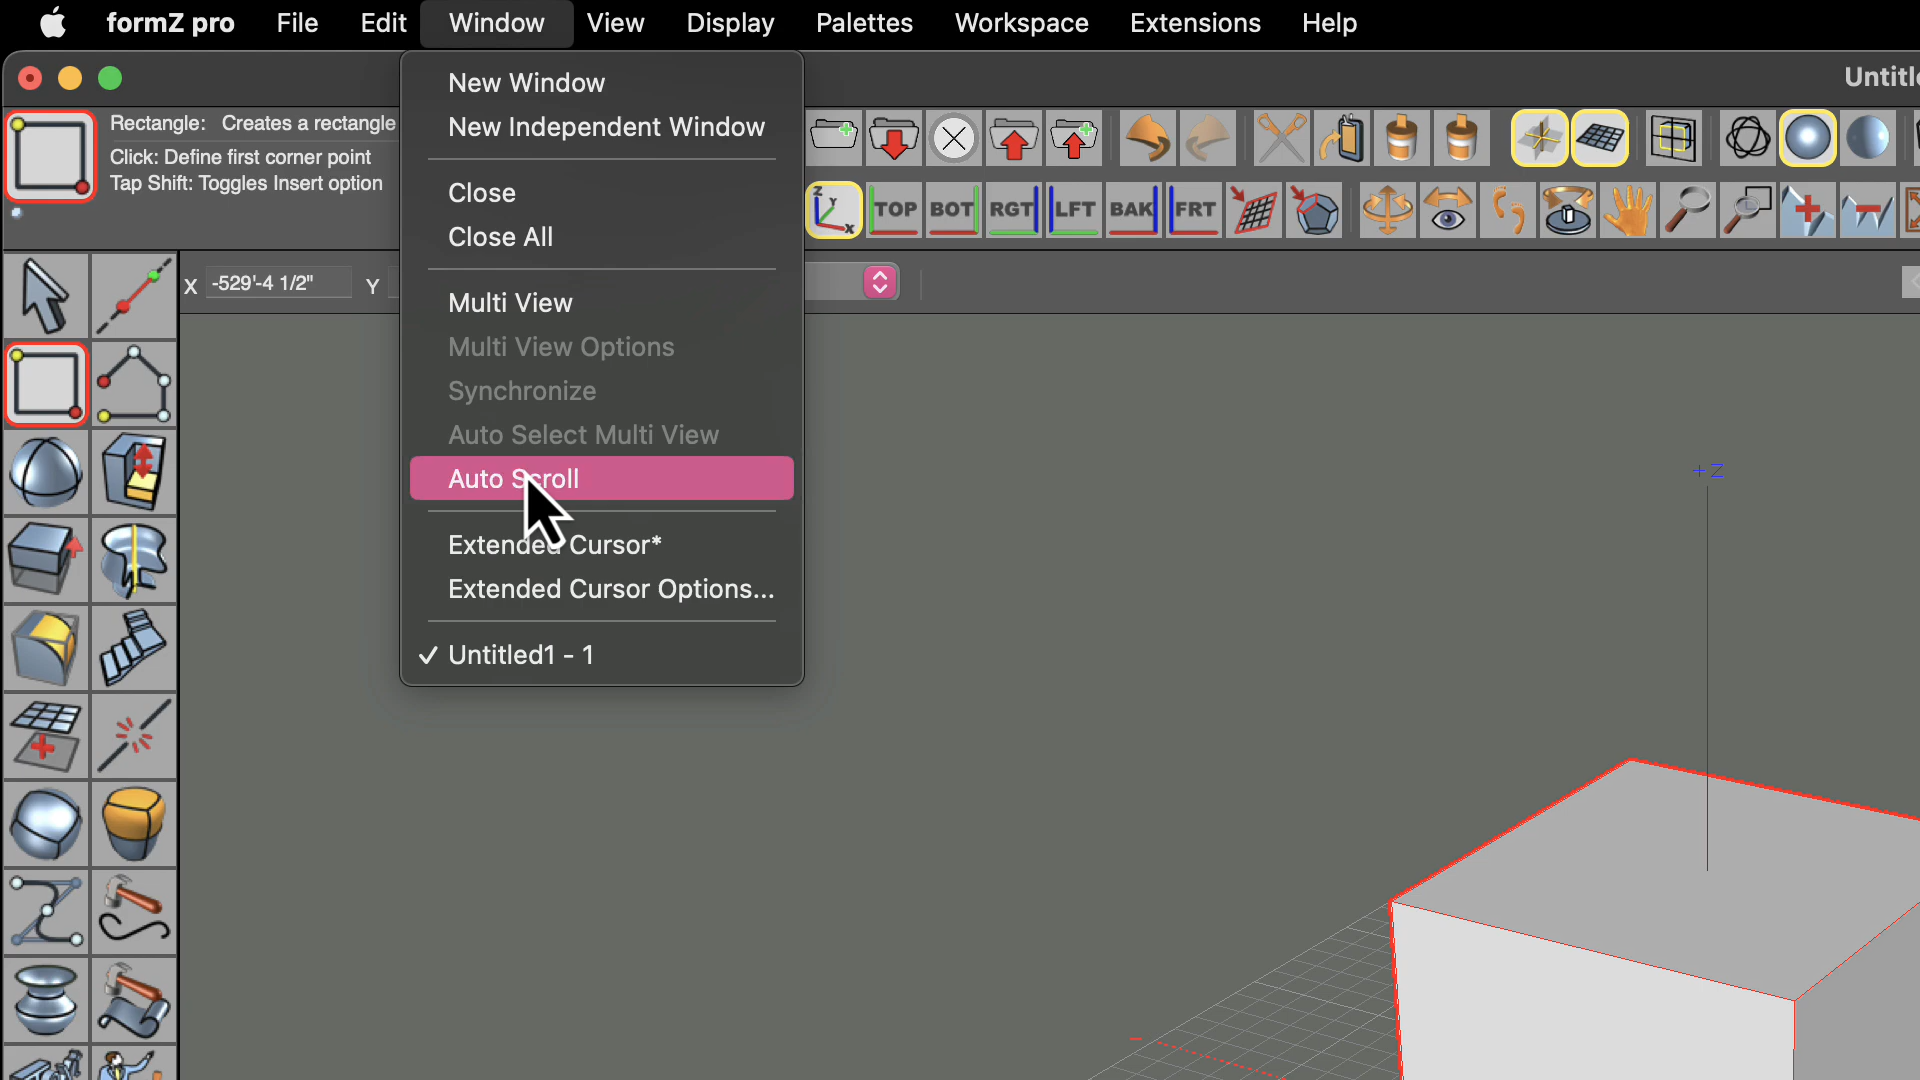 formZ pro File Edit Window View Display Palettes Workspace Extensions Help
New Window
New Independent Window
Close
Close All
Multi View
Multi View Options
Synchronize
Auto Select Multi View
Auto Scroll
Extended Cursor*
Extended Cursor Options...
✓ Untitled1 - 1
Rectangle: Creates a rectangle
Click: Define first corner point
Tap Shift: Toggles Insert option
Z Y X TOP BOT RGT LFT BAK FRT
X -529'-4 1/2" Y
+Z